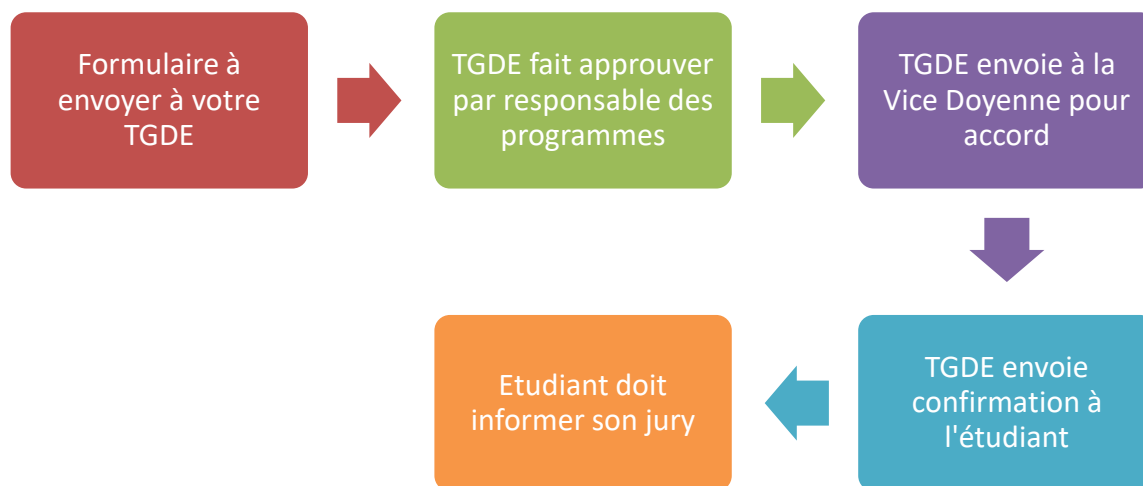 Formulaire à
envoyer à votre
TGDE
TGDE fait approuver
par responsable des
programmes
TGDE envoie à la
Vice Doyenne pour
accord
TGDE envoie
confirmation à
l'étudiant
Etudiant doit
informer son jury